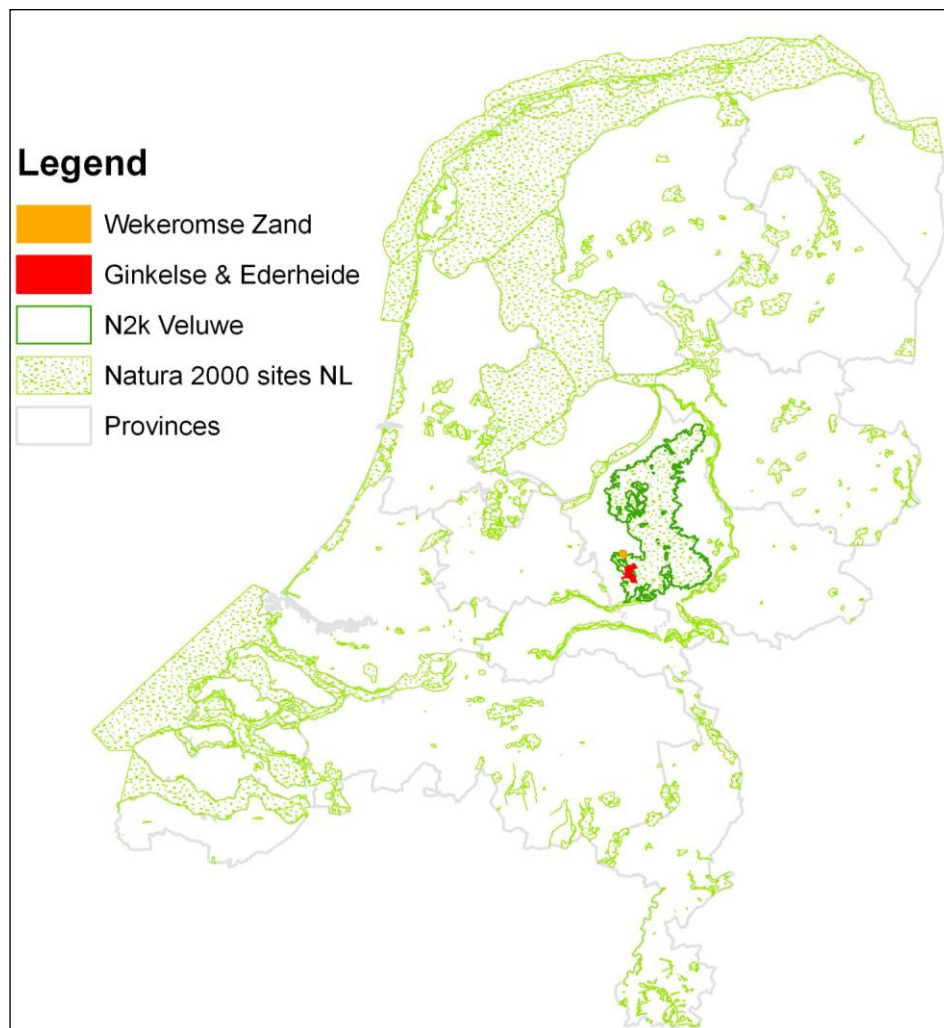 Legend
Wekeromse Zand
Ginkelse & Ederheide
N2k Veluwe
Natura 2000 sites NL
Provinces